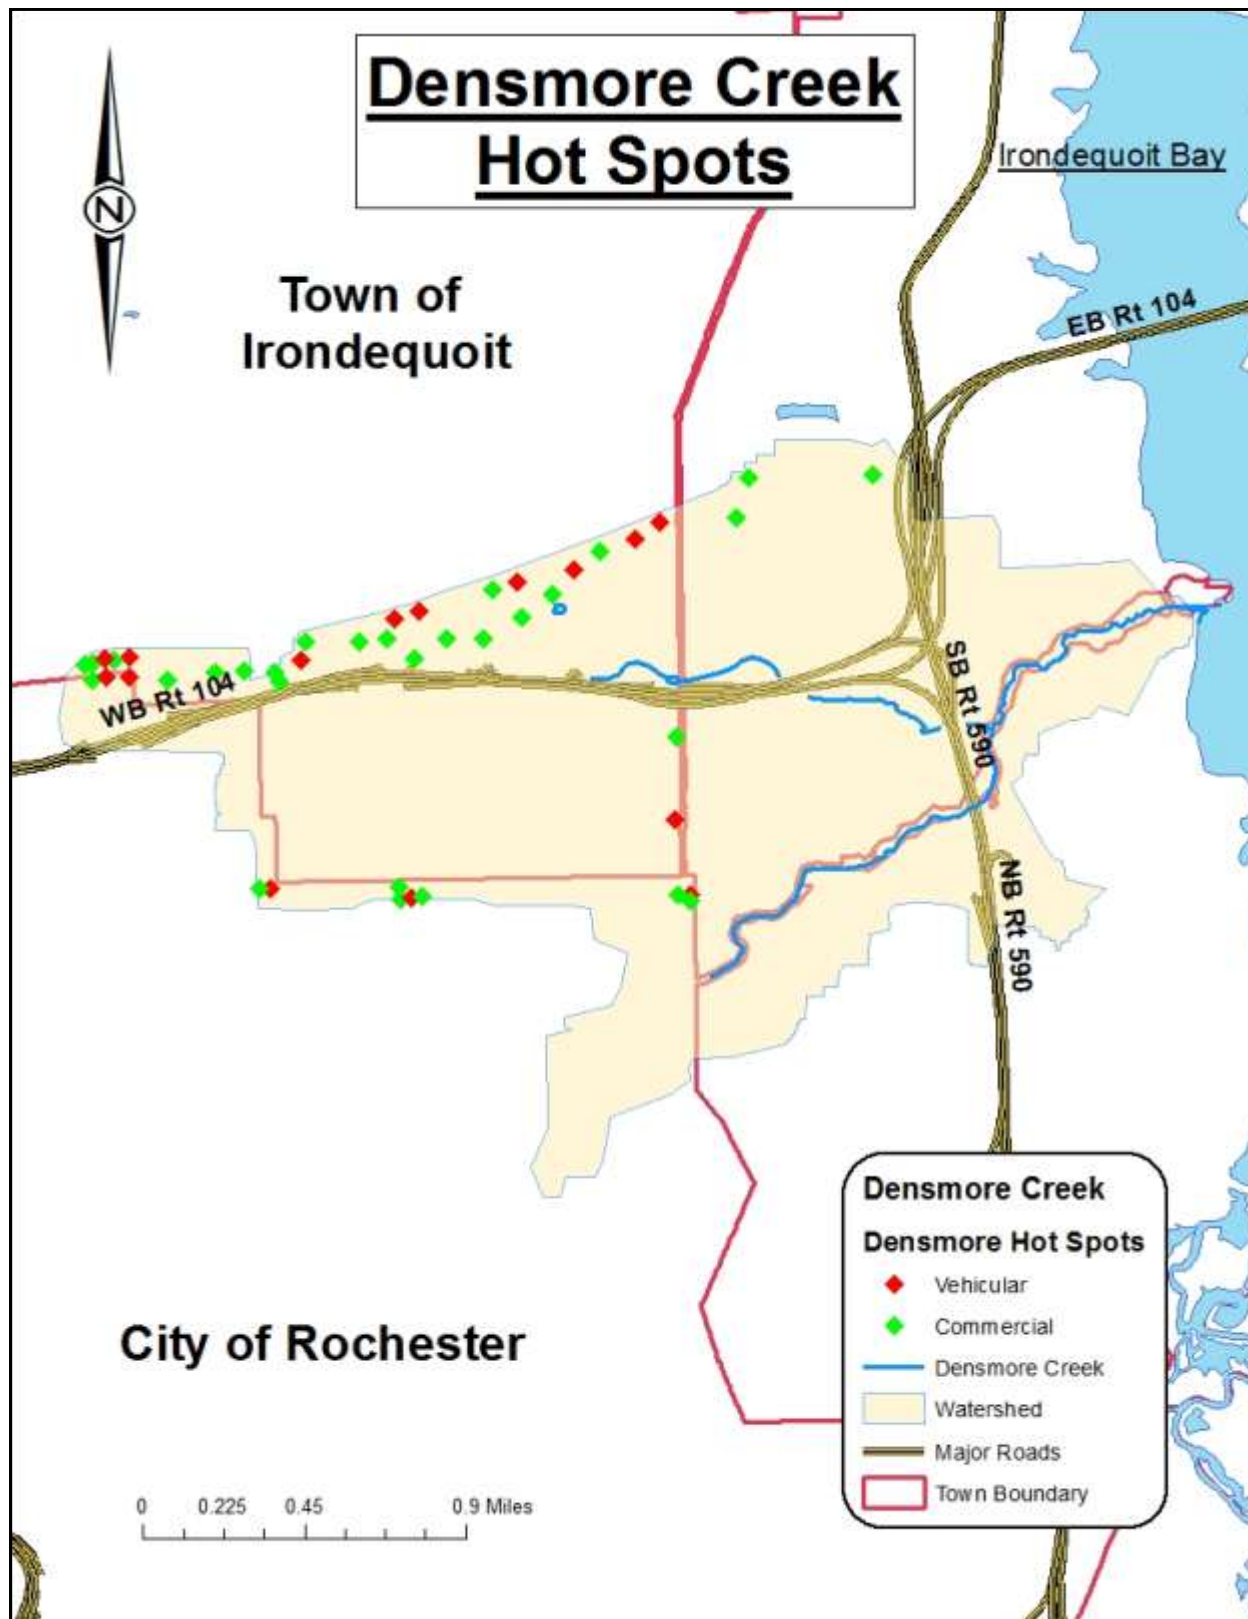 Densmore Creek
Hot Spots
Irondequoit Bay
N
Town of
Irondequoit
EB Rt 104
WB Rt 104
SB Rt 590
NB Rt 590
City of Rochester
Densmore Creek
Densmore Hot Spots
Vehicular
Commercial
Densmore Creek
Watershed
Major Roads
Town Boundary
0 0.225 0.45 0.9 Miles